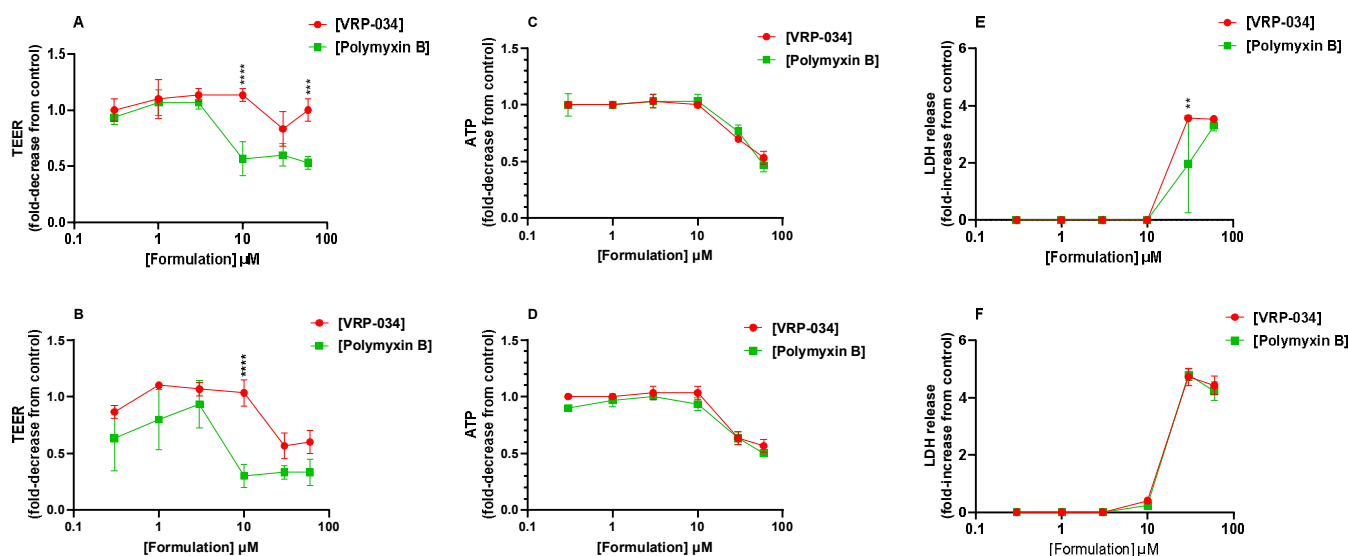 A
[VRP-034]
[Polymyxin B]
1.5
1.0
0.5
0.0
TEER
(fold-decrease from control)
****
***
0.1
1
10
100
[Formulation] µM
C
[VRP-034]
[Polymyxin B]
1.5
1.0
0.5
0.0
ATP
(fold-decrease from control)
0.1
1
10
100
[Formulation] µM
E
[VRP-034]
[Polymyxin B]
6
4
2
0
LDH release
(fold-increase from control)
**
0.1
1
10
100
[Formulation] µM
B
[VRP-034]
[Polymyxin B]
1.5
1.0
0.5
0.0
TEER
(fold-decrease from control)
****
0.1
1
10
100
[Formulation] µM
D
[VRP-034]
[Polymyxin B]
1.5
1.0
0.5
0.0
ATP
(fold-decrease from control)
0.1
1
10
100
[Formulation] µM
F
[VRP-034]
[Polymyxin B]
6
4
2
0
LDH release
(fold-increase from control)
0.1
1
10
100
[Formulation] µM